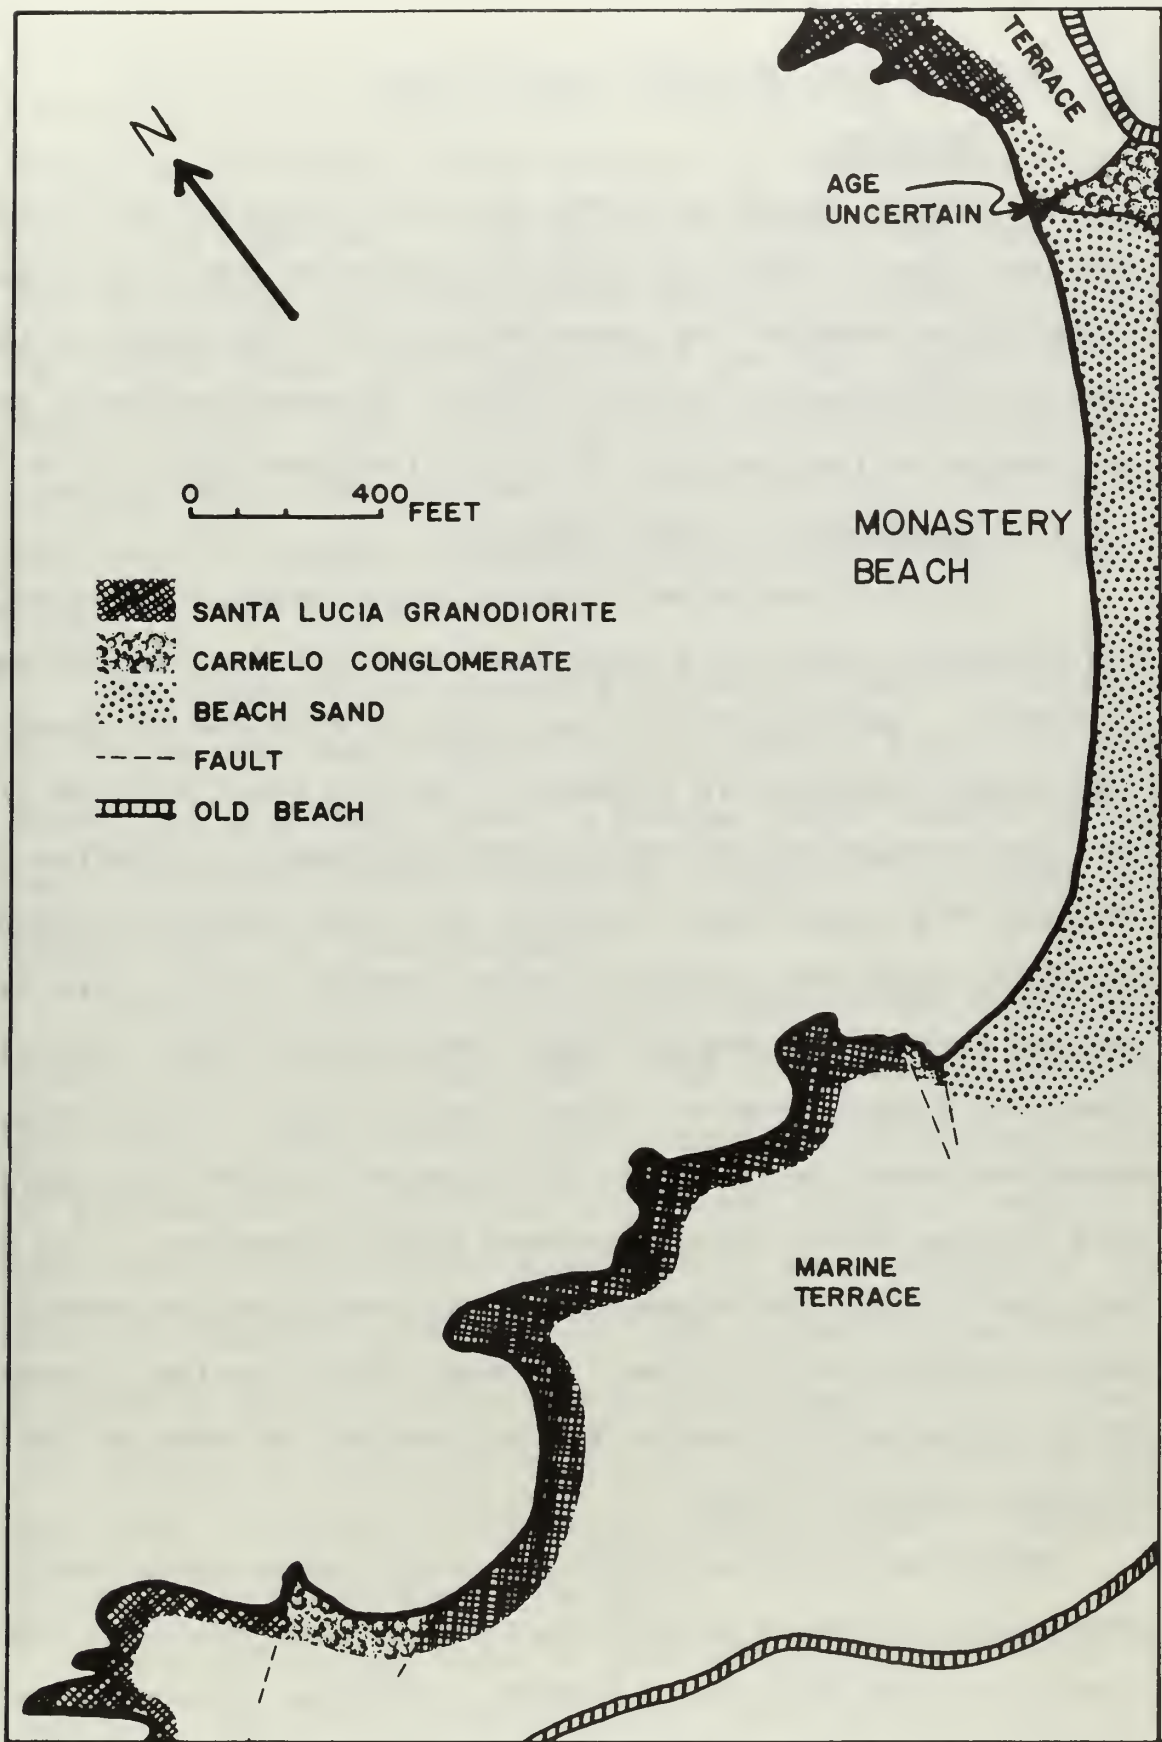 TERRACE
N
AGE
UNCERTAIN
0 400 FEET
MONASTERY
BEACH
SANTA LUCIA GRANODIORITE
CARMELO CONGLOMERATE
BEACH SAND
FAULT
OLD BEACH
MARINE
TERRACE